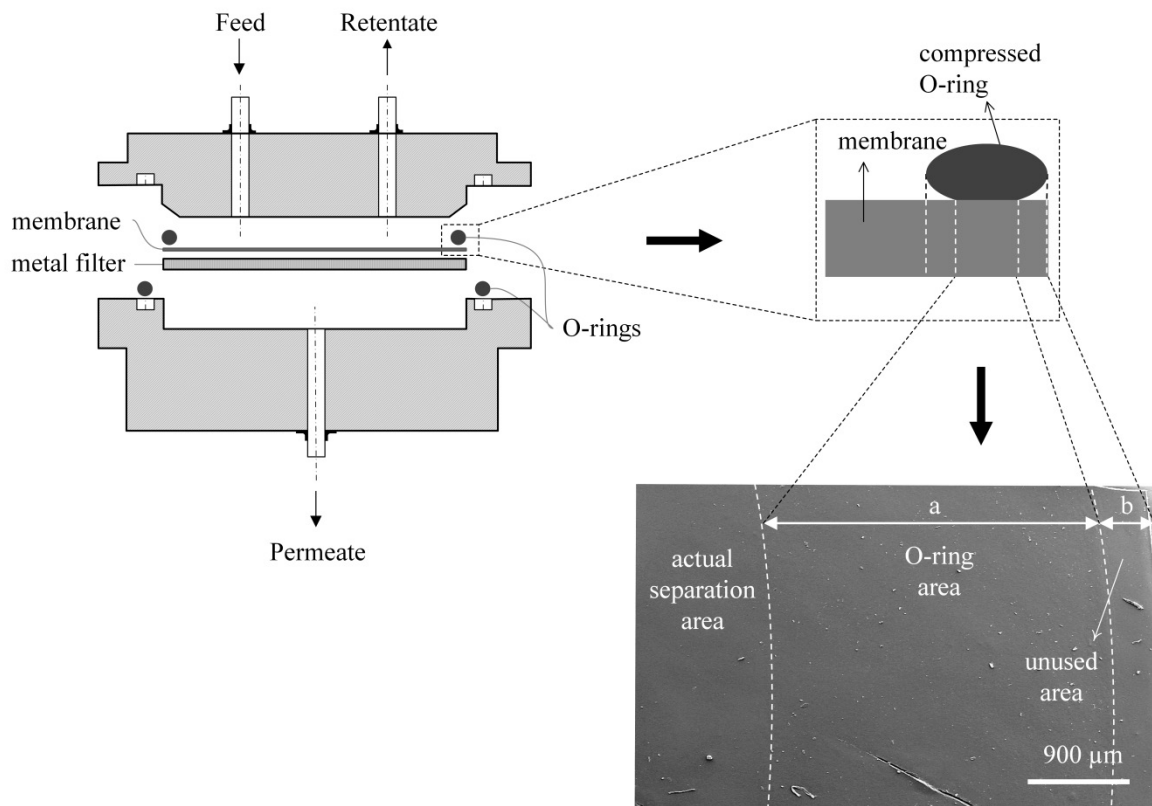 Feed
Retentate
membrane
metal filter
O-rings
Permeate
compressed
O-ring
membrane
a
b
actual
separation
area
O-ring
area
unused
area
900 µm